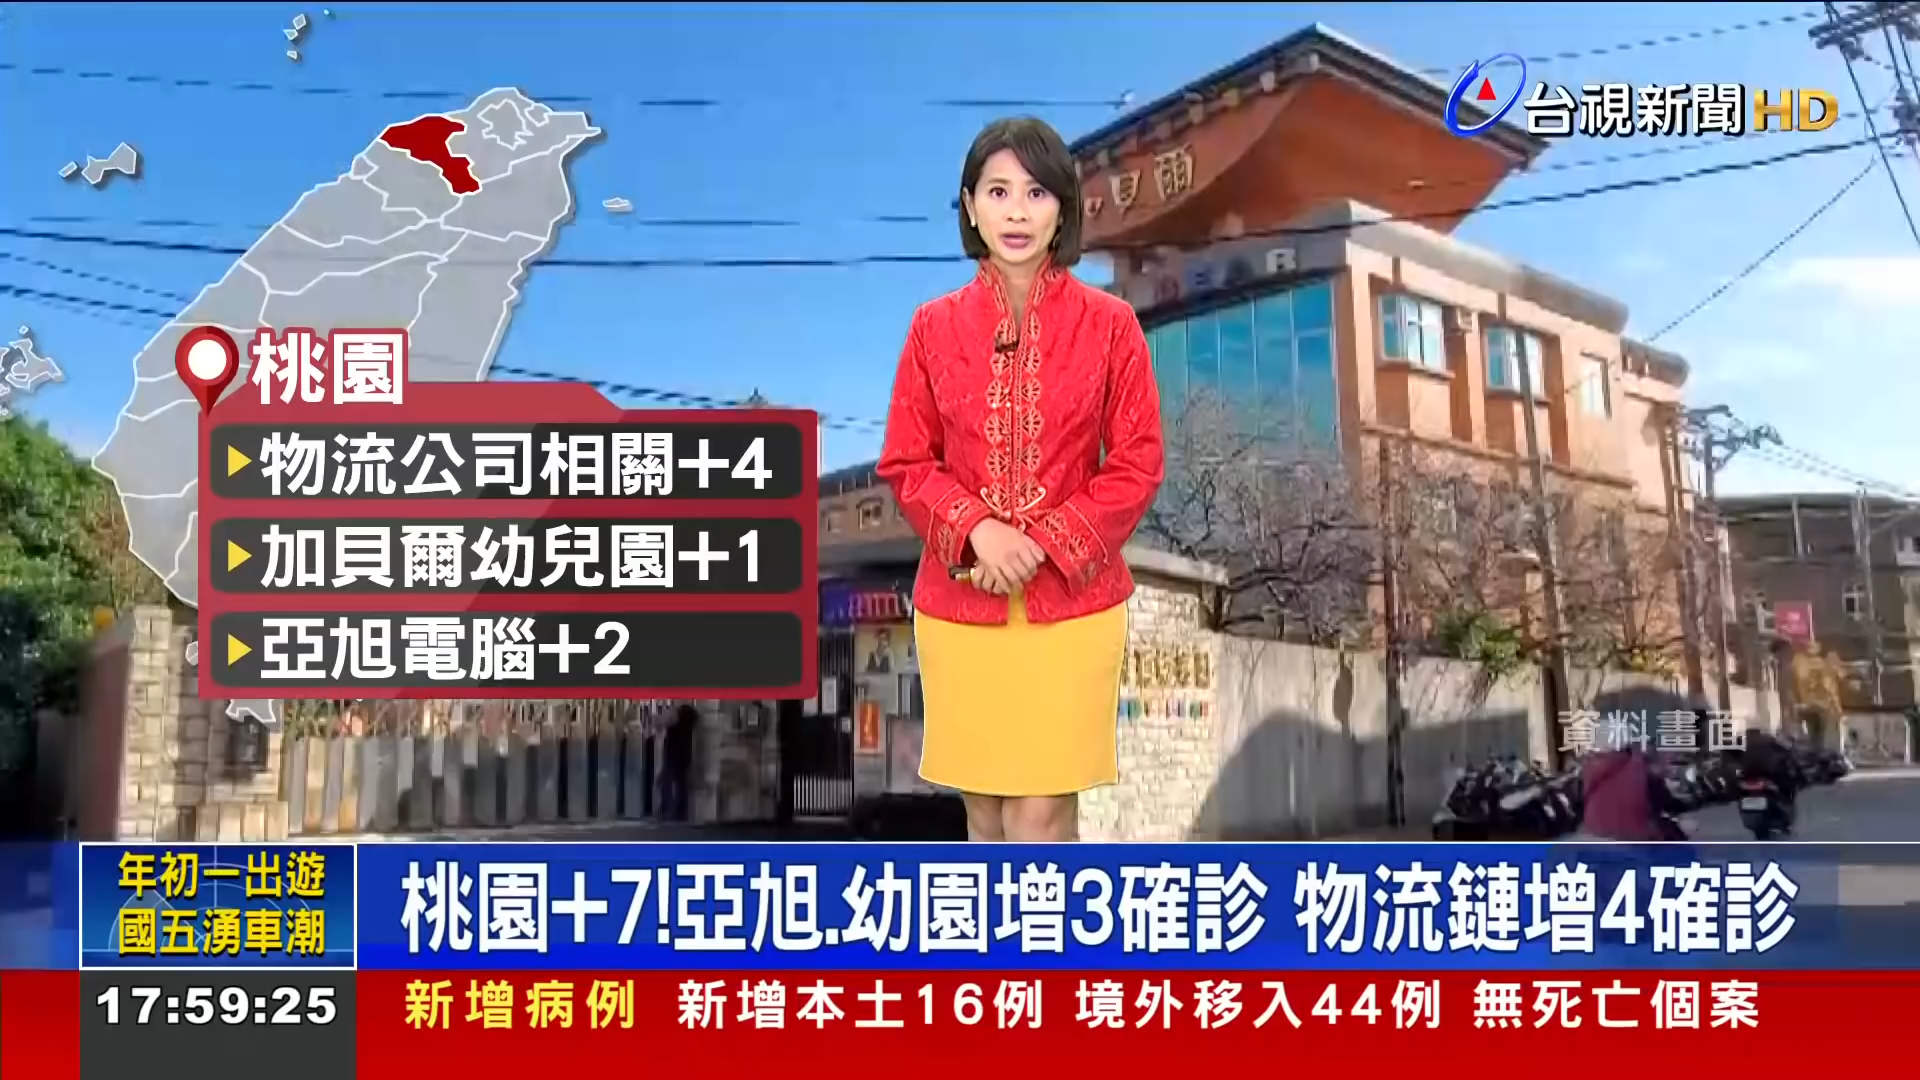 台視新聞HD
貝爾
BEAR
桃園
物流公司相關+4
加貝爾幼兒園+1
亞旭電腦+2
資料畫面
年初一出遊
國五湧車潮
桃園+7!亞旭.幼園增3確診 物流鏈增4確診
17:59:25
新增病例 新增本土16例 境外移入44例 無死亡個案